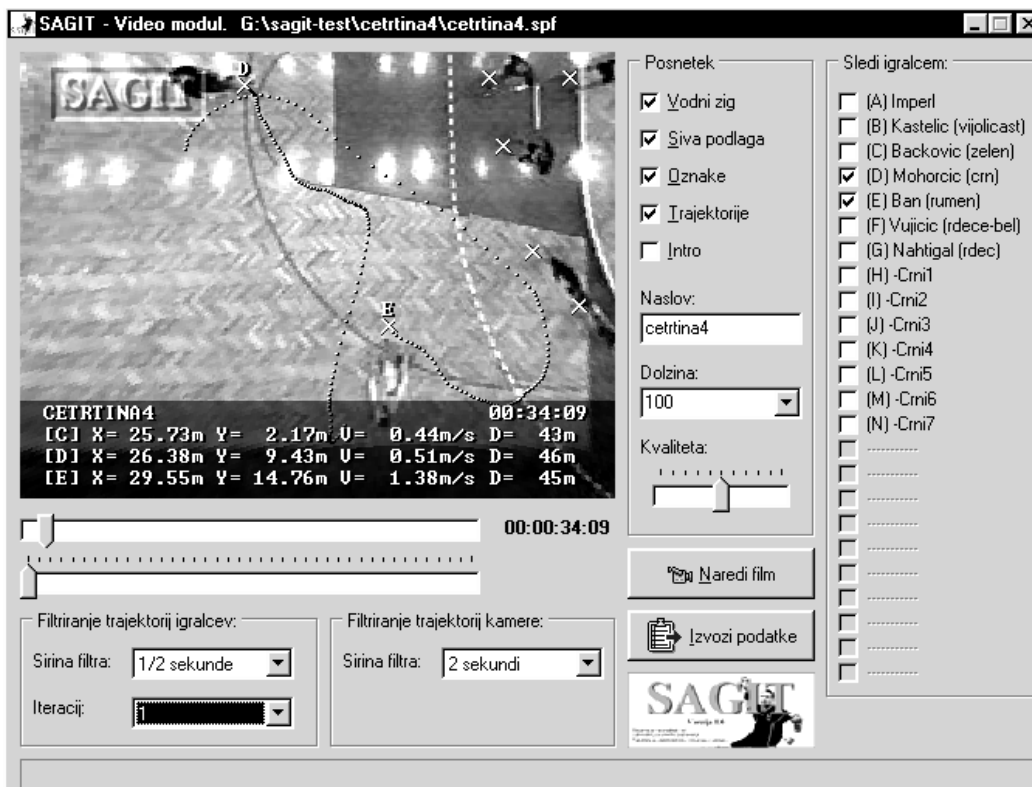 SAGIT - Video modul. G:\sagit-test\cetrtina4\cetrtina4.spf
SAGIT
D
E
CETRTINA4 00:34:09
[C] X= 25.73m Y= 2.17m V= 0.44m/s D= 43m
[D] X= 26.38m Y= 9.43m V= 0.51m/s D= 46m
[E] X= 29.55m Y= 14.76m V= 1.38m/s D= 45m
00:00:34:09
Filtriranje trajektorij igralcev:
Sirina filtra: 1/2 sekunde
Iteracij: 1
Filtriranje trajektorij kamere:
Sirina filtra: 2 sekundi
Posnetek
Vodni zig
Siva podlaga
Oznake
Trajektorije
Intro
Naslov:
cetrtina4
Dolzina:
100
Kvaliteta:
Naredi film
Izvozi podatke
SAGIT
Sledi igralcem:
(A) Imperl
(B) Kastelic (vijolicast)
(C) Backovic (zelen)
(D) Mohorcic (crn)
(E) Ban (rumen)
(F) Vujicic (rdece-bel)
(G) Nahtigal (rdec)
(H) -Crni1
(I) -Crni2
(J) -Crni3
(K) -Crni4
(L) -Crni5
(M) -Crni6
(N) -Crni7
-----------
-----------
-----------
-----------
-----------
-----------
-----------
-----------
-----------
-----------